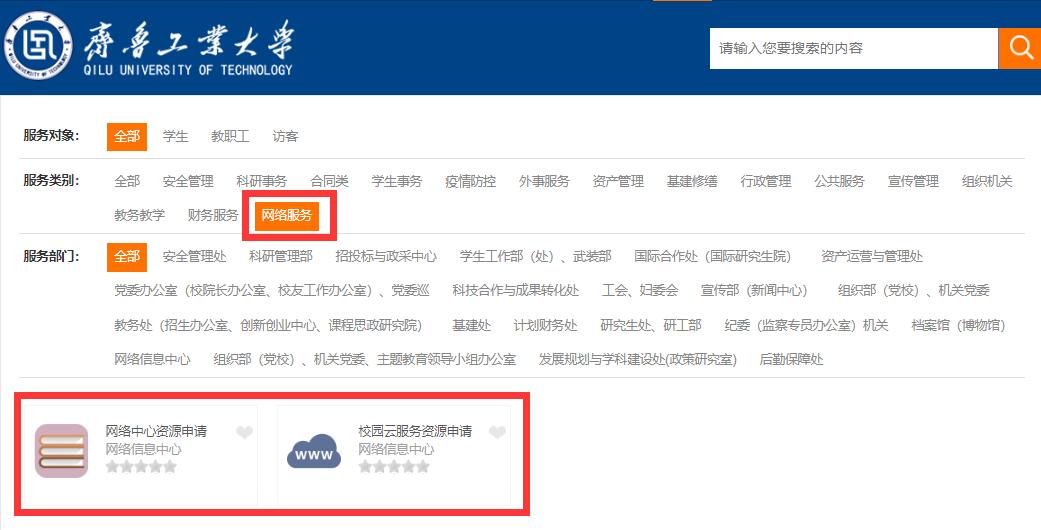 齊魯工業大學
QILU UNIVERSITY OF TECHNOLOGY
请输入您要搜索的内容
服务对象： 全部 学生 教职工 访客
服务类别： 全部 安全管理 科研事务 合同类 学生事务 疫情防控 外事服务 资产管理 基建修缮 行政管理 公共服务 宣传管理 组织机关
教务教学 财务服务 网络服务
服务部门： 全部 安全管理处 科研管理部 招投标与政采中心 学生工作部（处）、武装部 国际合作处（国际研究生院） 资产运营与管理处
党委办公室（校院长办公室、校友工作办公室）、党委巡 科技合作与成果转化处 工会、妇委会 宣传部（新闻中心） 组织部（党校）、机关党委
教务处（招生办公室、创新创业中心、课程思政研究院） 基建处 计划财务处 研究生处、研工部 纪委（监察专员办公室）机关 档案馆（博物馆）
网络信息中心 组织部（党校）、机关党委、主题教育领导小组办公室 发展规划与学科建设处(政策研究室) 后勤保障处
网络中心资源申请
网络信息中心
www
校园云服务资源申请
网络信息中心